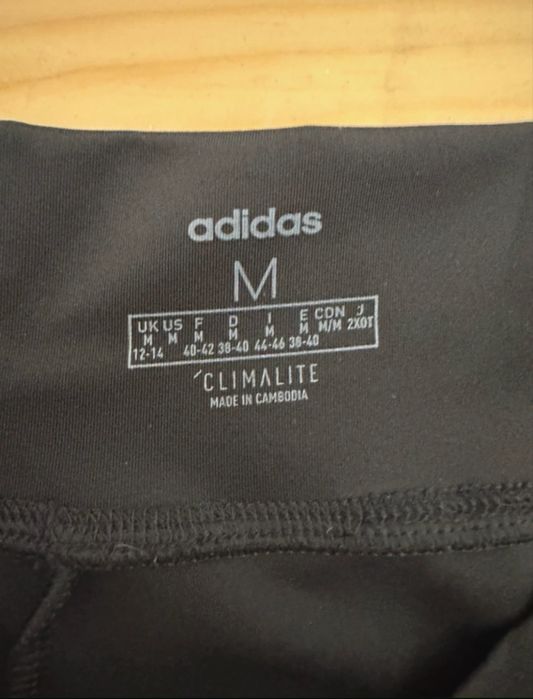 adidas
M
UK US F D I E CON J
M M M M M M M/M 2XOT
12-14 40-42 38-40 44-46 38-40
CLIMALITE
MADE IN CAMBODIA